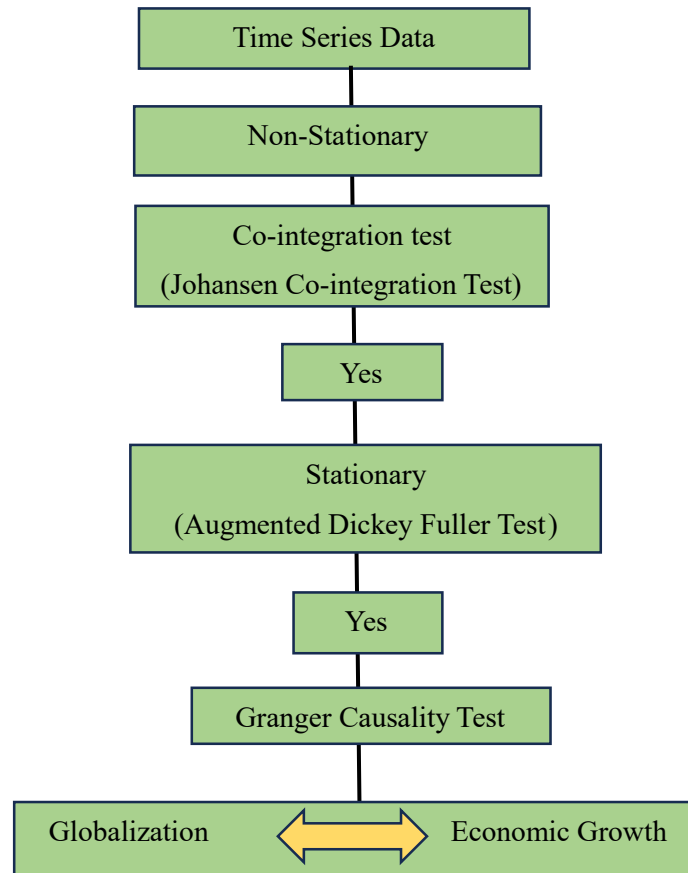 Time Series Data
Non-Stationary
Co-integration test
(Johansen Co-integration Test)
Yes
Stationary
(Augmented Dickey Fuller Test)
Yes
Granger Causality Test
Globalization Economic Growth